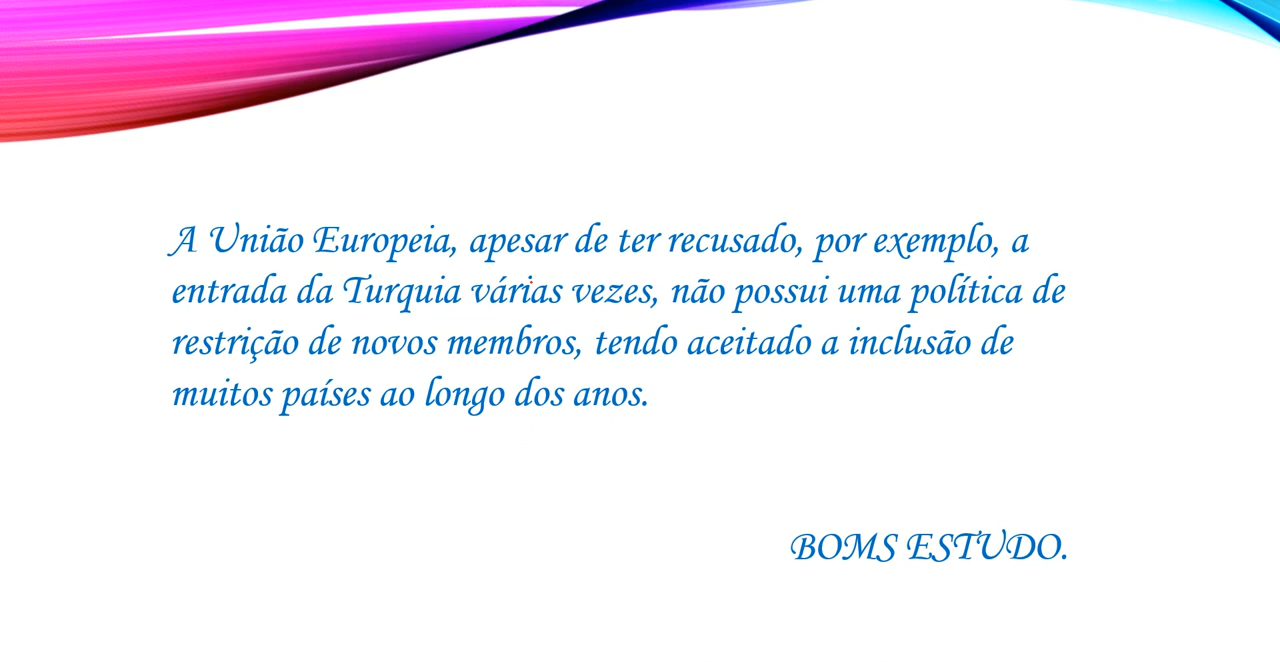 A União Europeia, apesar de ter recusado, por exemplo, a
entrada da Turquia várias vezes, não possui uma política de
restrição de novos membros, tendo aceitado a inclusão de
muitos países ao longo dos anos.
BOMS ESTUDO.